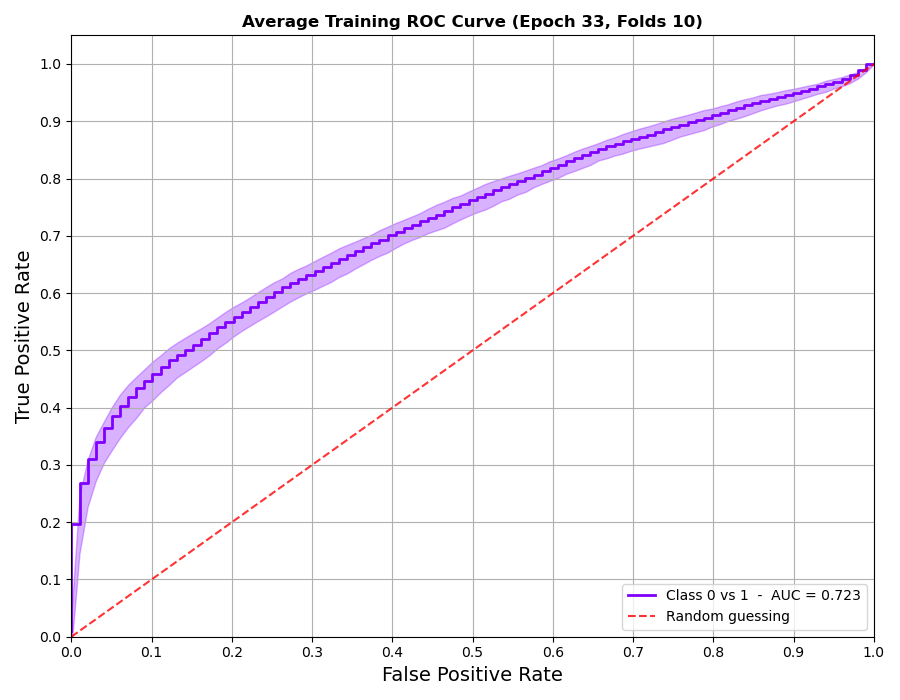 Average Training ROC Curve (Epoch 33, Folds 10)
True Positive Rate
1.0
0.9
0.8
0.7
0.6
0.5
0.4
0.3
0.2
0.1
0.0
Class 0 vs 1 - AUC = 0.723
Random guessing
0.0 0.1 0.2 0.3 0.4 0.5 0.6 0.7 0.8 0.9 1.0
False Positive Rate